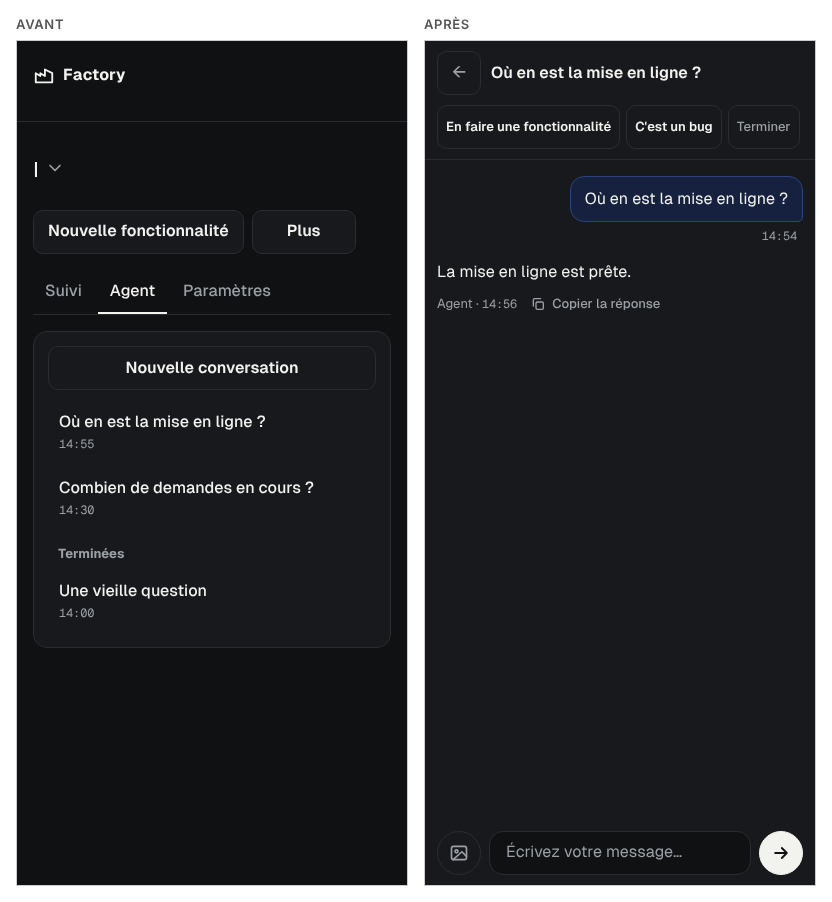 AVANT
Factory
Nouvelle fonctionnalité
Plus
Suivi Agent Paramètres
Nouvelle conversation
Où en est la mise en ligne ?
14:55
Combien de demandes en cours ?
14:30
Terminées
Une vieille question
14:00
APRÈS
Où en est la mise en ligne ?
En faire une fonctionnalité
C'est un bug
Terminer
Où en est la mise en ligne ?
14:54
La mise en ligne est prête.
Agent · 14:56 Copier la réponse
Écrivez votre message...